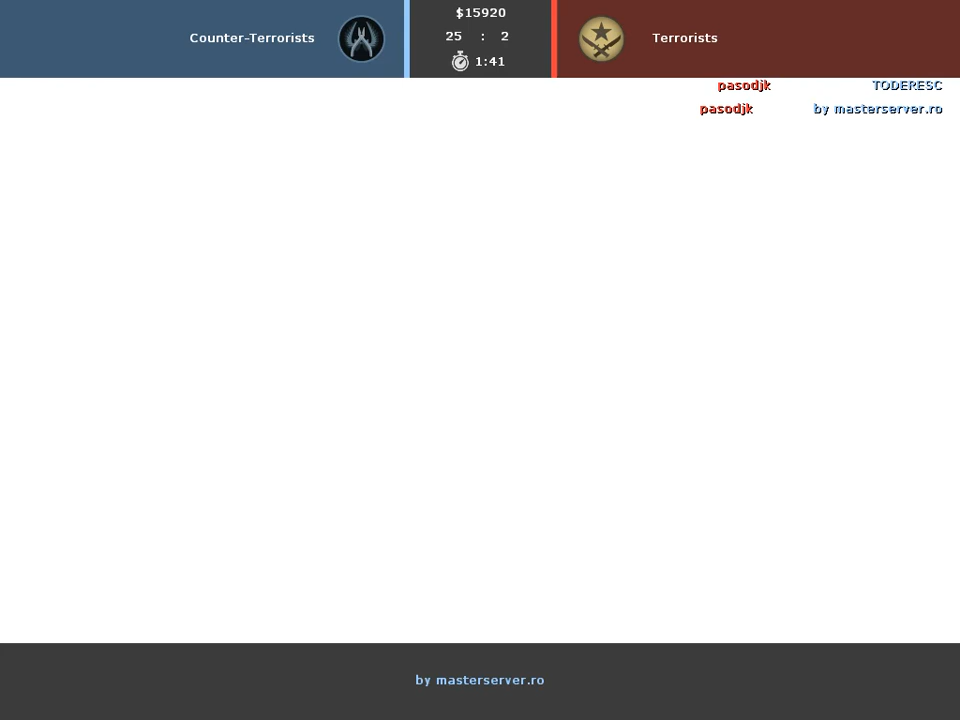 $15920
Counter-Terrorists 25 : 2 Terrorists
1:41
pasodjk TODERESC
pasodjk by masterserver.ro
by masterserver.ro